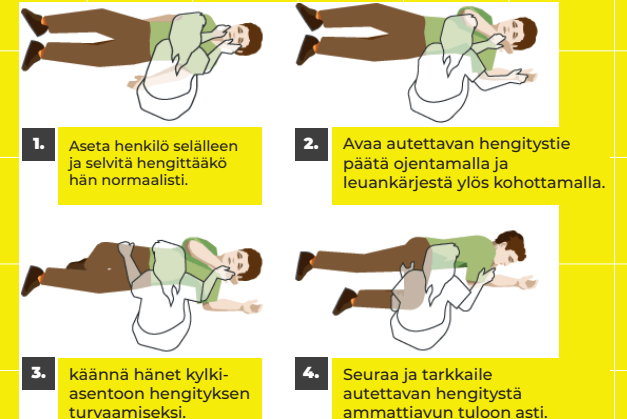 1.
Aseta henkilö selälleen
ja selvitä hengittääkö
hän normaalisti.
2.
Avaa autettavan hengitystie
päätä ojentamalla ja
leuankärjestä ylös kohottamalla.
3.
käännä hänet kylki-
asentoon hengityksen
turvaamiseksi.
4.
Seuraa ja tarkkaile
autettavan hengitystä
ammattiavun tuloon asti.